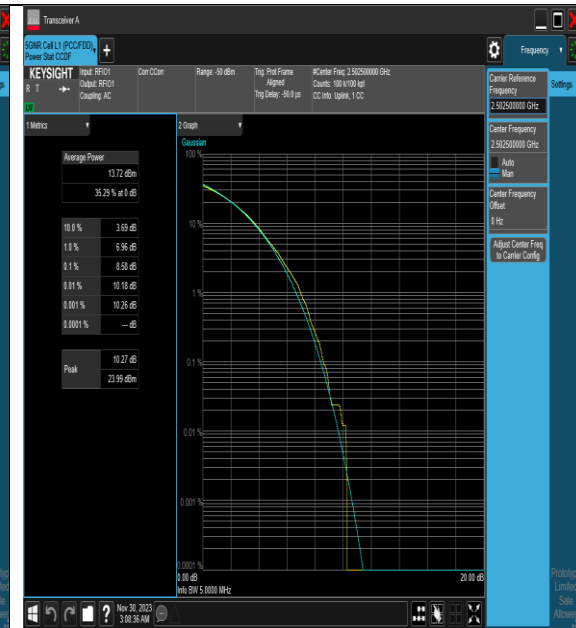 Transceiver A
5GNR Cell L1 (PCC/FDD),
Power Stat CCDF
Frequency
KEYSIGHT
R T
LM
Input: RFIO1
Output: RFIO1
Coupling: AC
Corr CCorr
Range: -50 dBm
Trig: Prot Frame
Aligned
Trig Delay: -50.0 µs
#Center Freq: 2.502500000 GHz
Counts: 100 k/100 kpt
CC Info: Uplink, 1 CC
Carrier Reference
Frequency
2.502500000 GHz
Settings
Center Frequency
2.502500000 GHz
Auto
Man
Center Frequency
Offset
0 Hz
Adjust Center Freq
to Carrier Config
1 Metrics
Average Power
13.72 dBm
35.29 % at 0 dB
10.0 % 3.69 dB
1.0 % 6.96 dB
0.1 % 8.58 dB
0.01 % 10.18 dB
0.001 % 10.26 dB
0.0001 % --- dB
Peak
10.27 dB
23.99 dBm
2 Graph
Gaussian
100 %
10 %
1 %
0.1 %
0.01 %
0.001 %
0.0001 %
0.00 dB
20.00 dB
Info BW 5.0000 MHz
Nov 30, 2023
3:08:36 AM
?